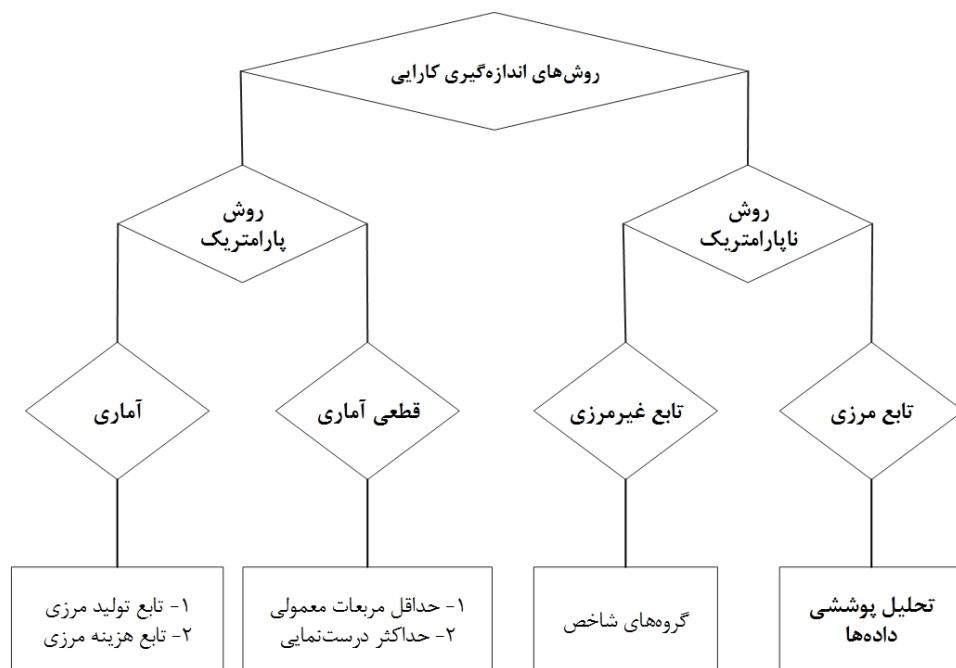 روش‌های اندازه‌گیری کارایی
روش
ناپارامتریک
روش
پارامتریک
تابع مرزی
تابع غیرمرزی
قطعی آماری
آماری
تحلیل پوششی
داده‌ها
گروه‌های شاخص
۱- حداقل مربعات معمولی
۲- حداکثر درست‌نمایی
۱- تابع تولید مرزی
۲- تابع هزینه مرزی